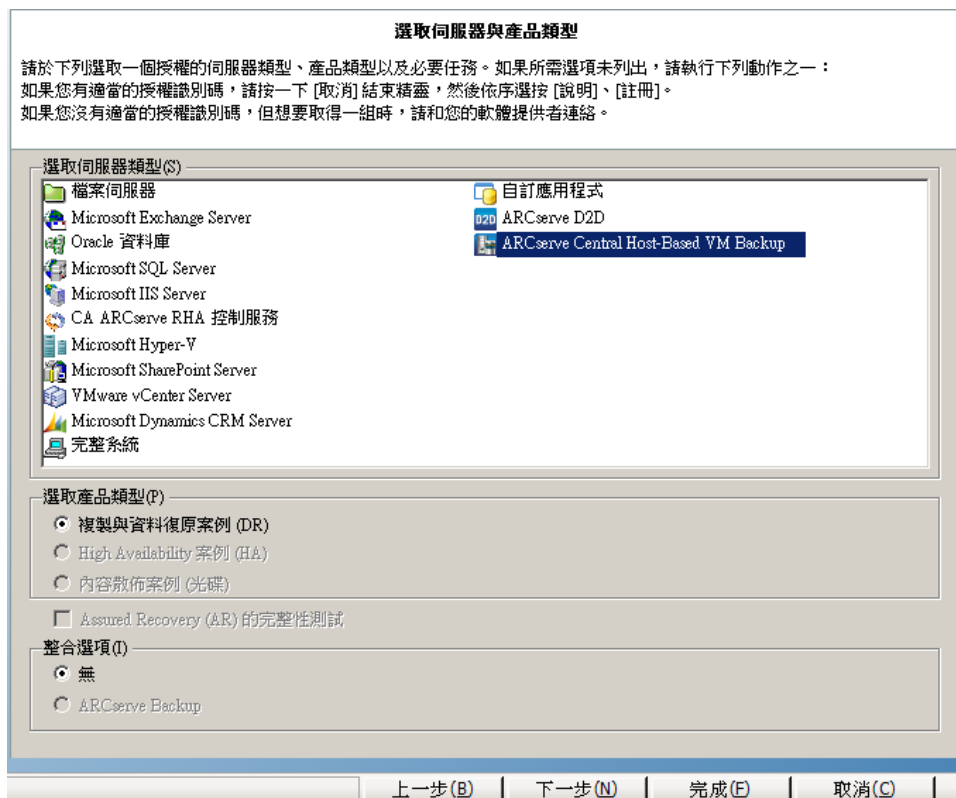 選取伺服器與產品類型
請於下列選取一個授權的伺服器類型、產品類型以及必要任務。如果所需選項未列出，請執行下列動作之一：
如果您有適當的授權識別碼，請按一下 [取消] 結束精靈，然後依序選按 [說明]、[註冊]。
如果您沒有適當的授權識別碼，但想要取得一組時，請和您的軟體提供者連絡。
選取伺服器類型(S)
檔案伺服器
Microsoft Exchange Server
Oracle 資料庫
Microsoft SQL Server
Microsoft IIS Server
CA ARCserve RHA 控制服務
Microsoft Hyper-V
Microsoft SharePoint Server
VMware vCenter Server
Microsoft Dynamics CRM Server
完整系統
自訂應用程式
D2D ARCserve D2D
ARCserve Central Host-Based VM Backup
選取產品類型(P)
複製與資料復原案例 (DR)
High Availability 案例 (HA)
內容散佈案例 (光碟)
Assured Recovery (AR) 的完整性測試
整合選項(I)
無
ARCserve Backup
上一步(B) 下一步(N) 完成(F) 取消(C)